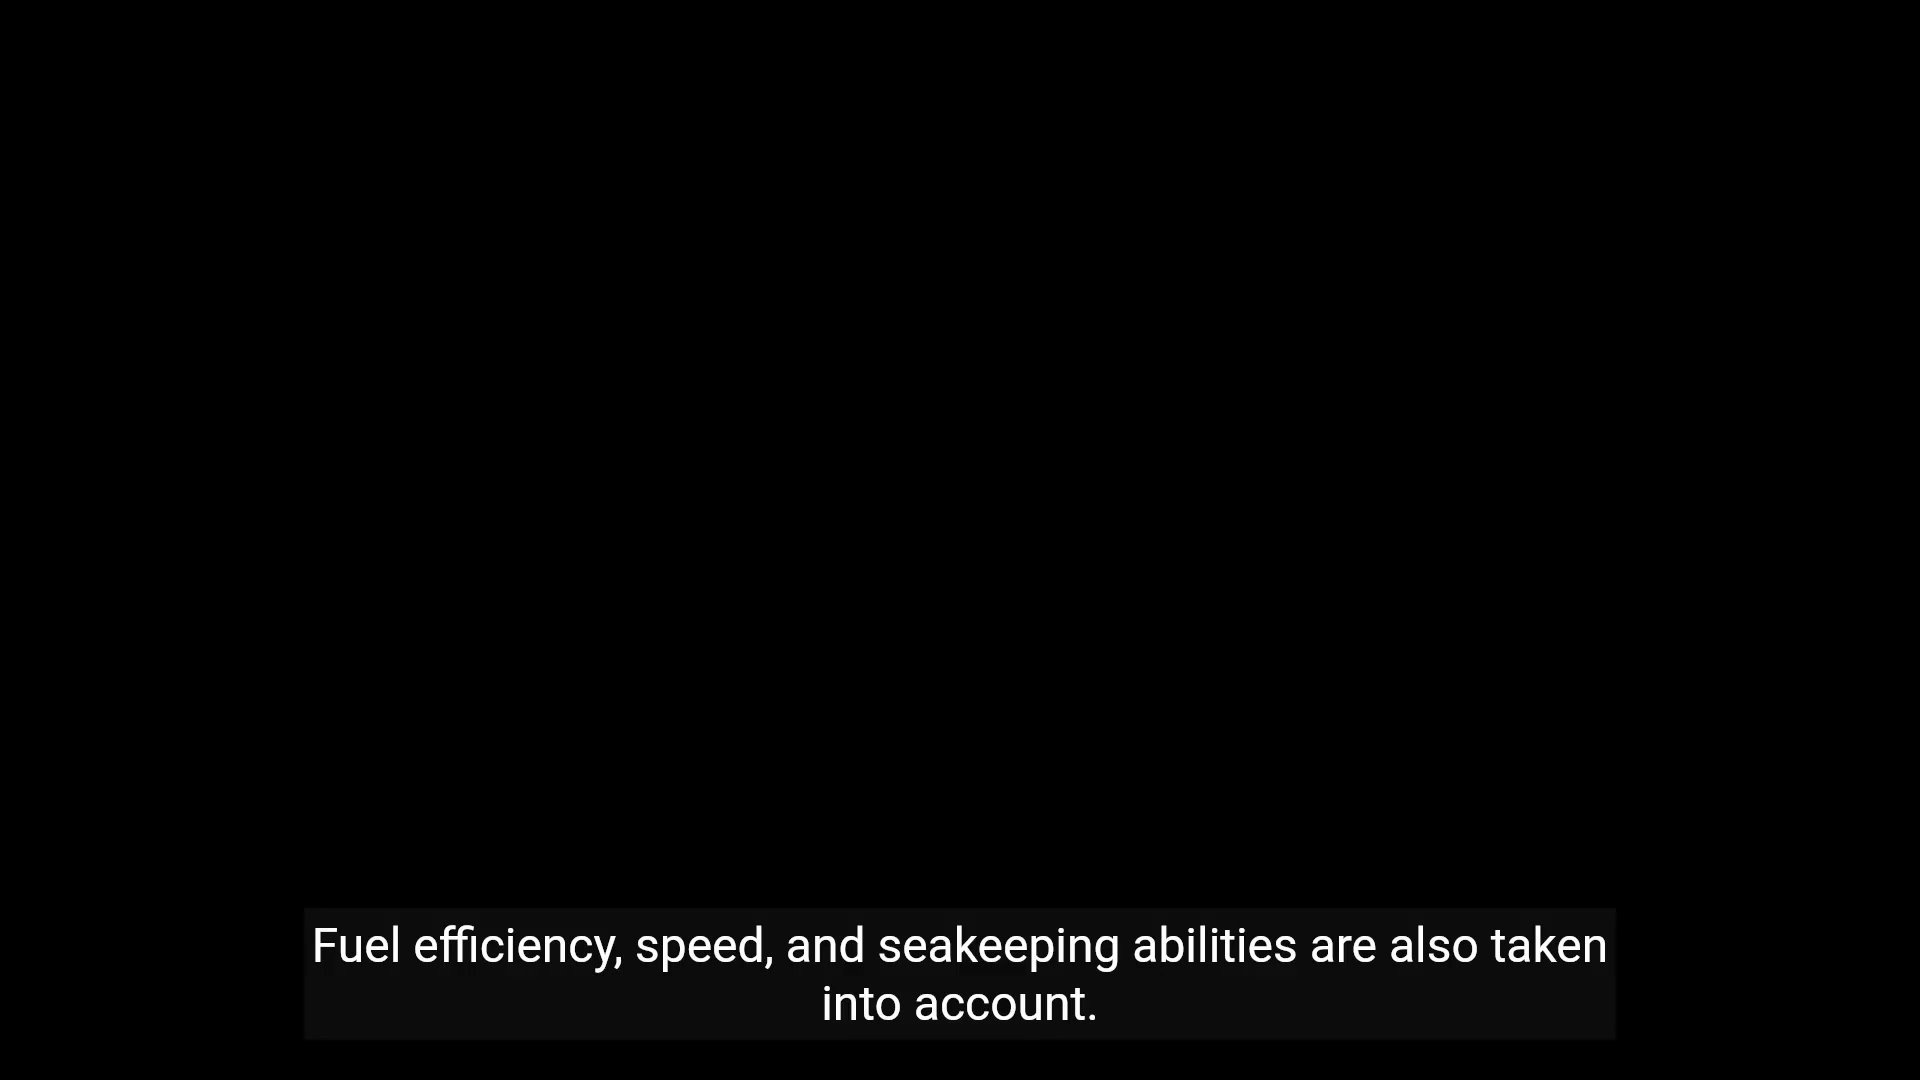 Fuel efficiency, speed, and seakeeping abilities are also taken
into account.